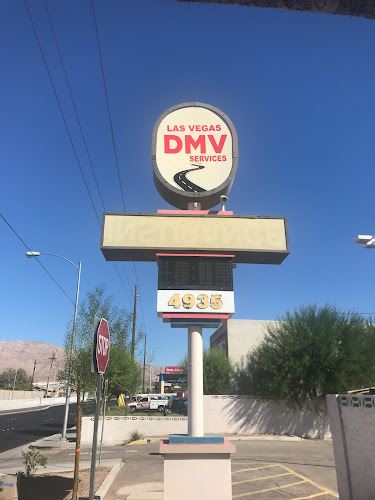 LAS VEGAS
DMV
SERVICES
4935
STOP